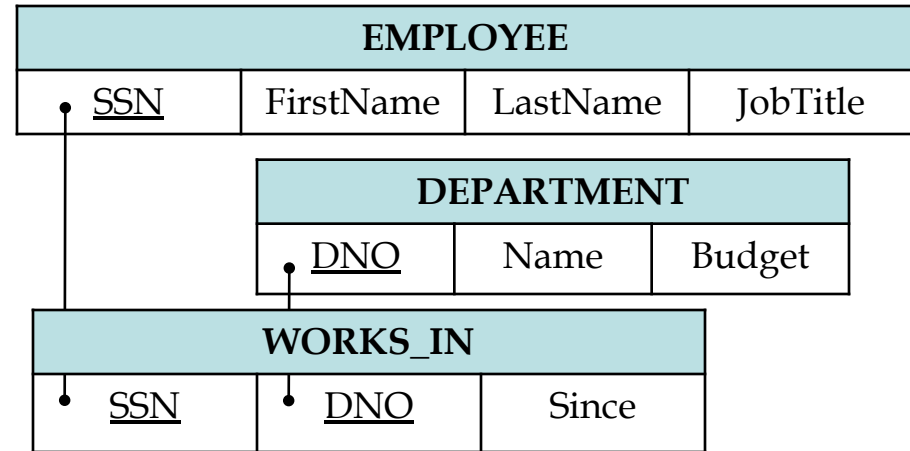 EMPLOYEE
SSN FirstName LastName JobTitle
DEPARTMENT
DNO Name Budget
WORKS_IN
SSN DNO Since